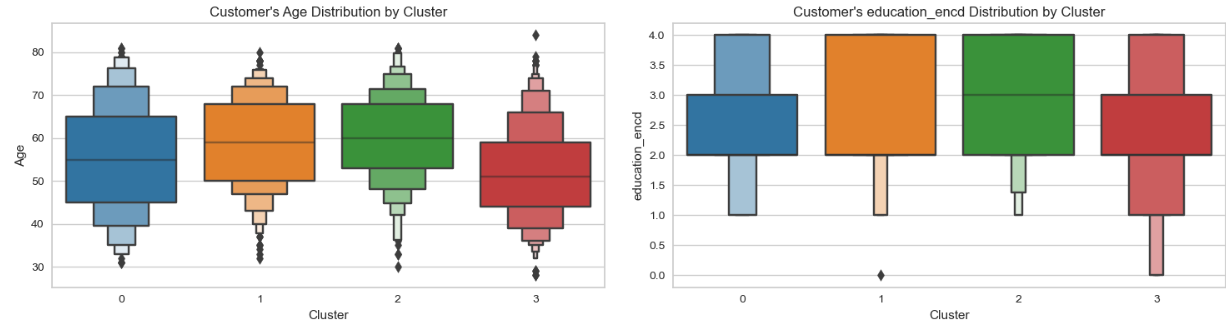 Customer's Age Distribution by Cluster
80
70
60
50
40
30
Age
0 1 2 3
Cluster
Customer's education_encd Distribution by Cluster
4.0
3.5
3.0
2.5
2.0
1.5
1.0
0.5
0.0
education_encd
0 1 2 3
Cluster